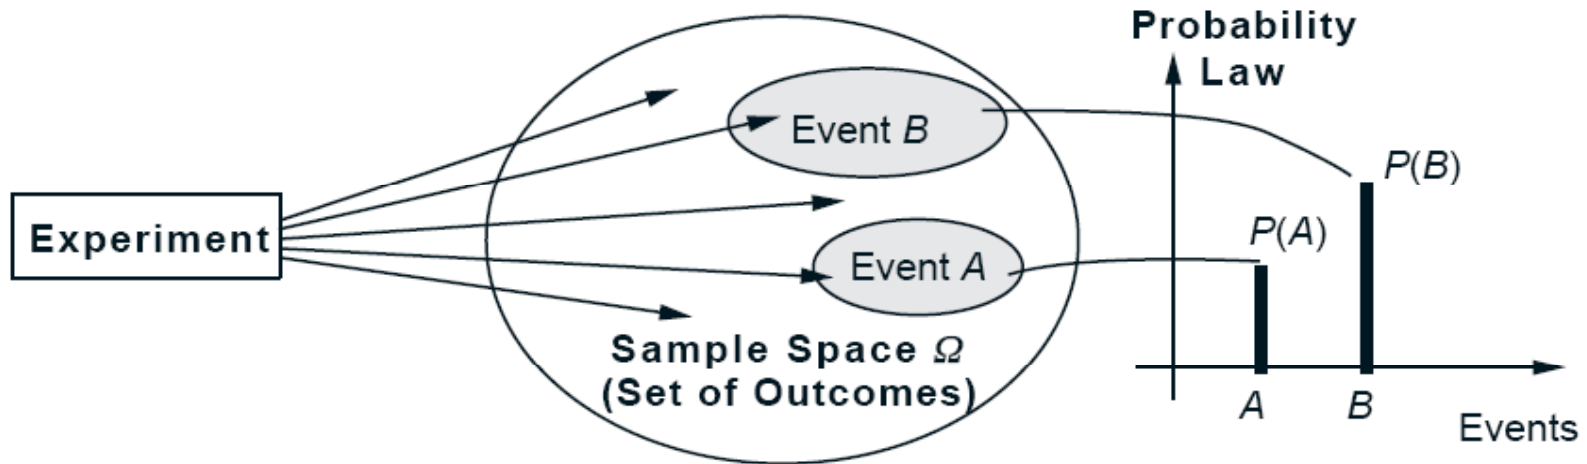 Experiment
Event B
Event A
Sample Space Ω
(Set of Outcomes)
Probability
Law
P(B)
P(A)
A
B
Events